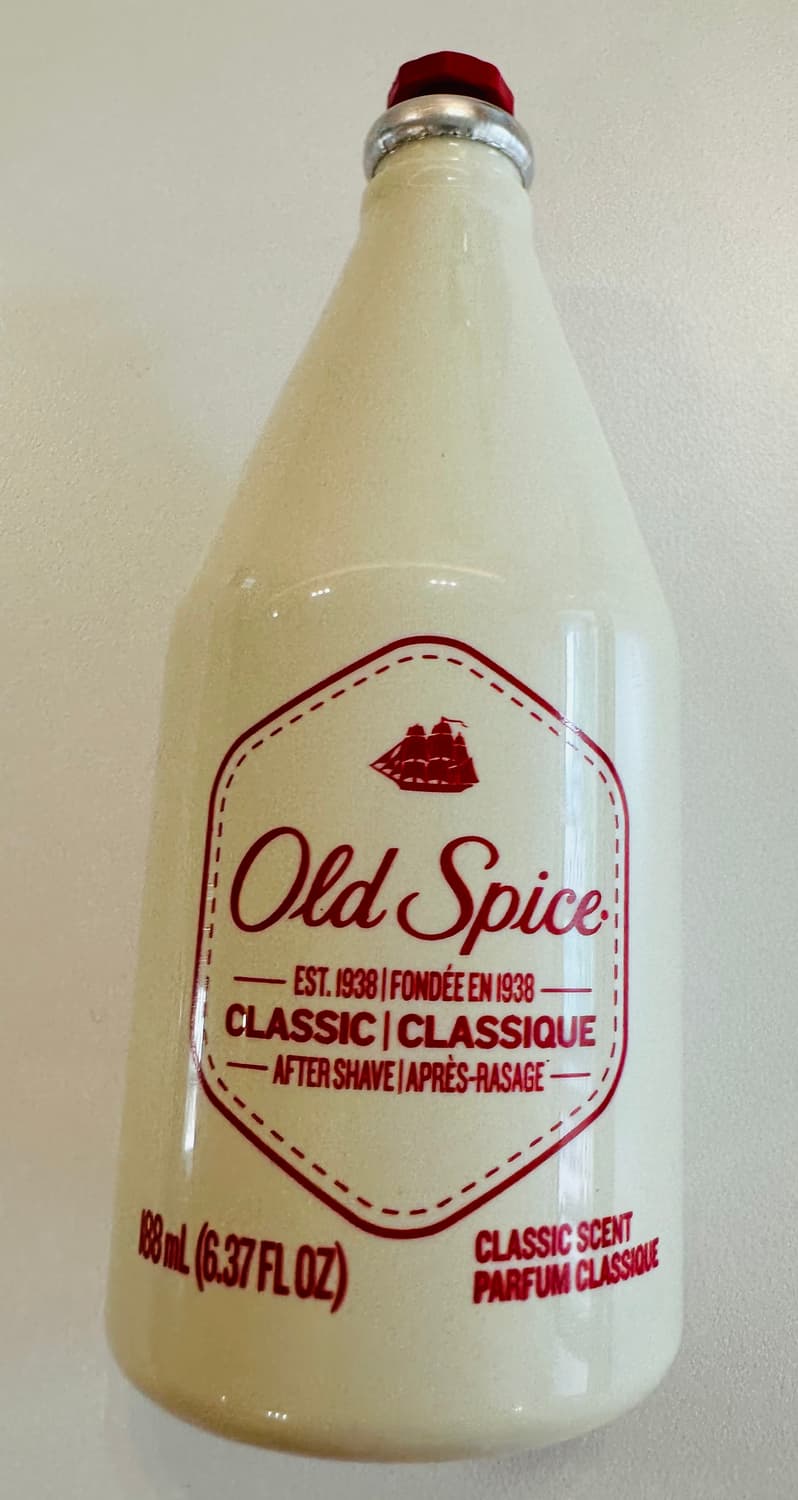 Old Spice
EST. 1938 | FONDÉE EN 1938
CLASSIC | CLASSIQUE
AFTER SHAVE | APRÈS-RASAGE
188 mL (6.37 FL OZ)
CLASSIC SCENT
PARFUM CLASSIQUE